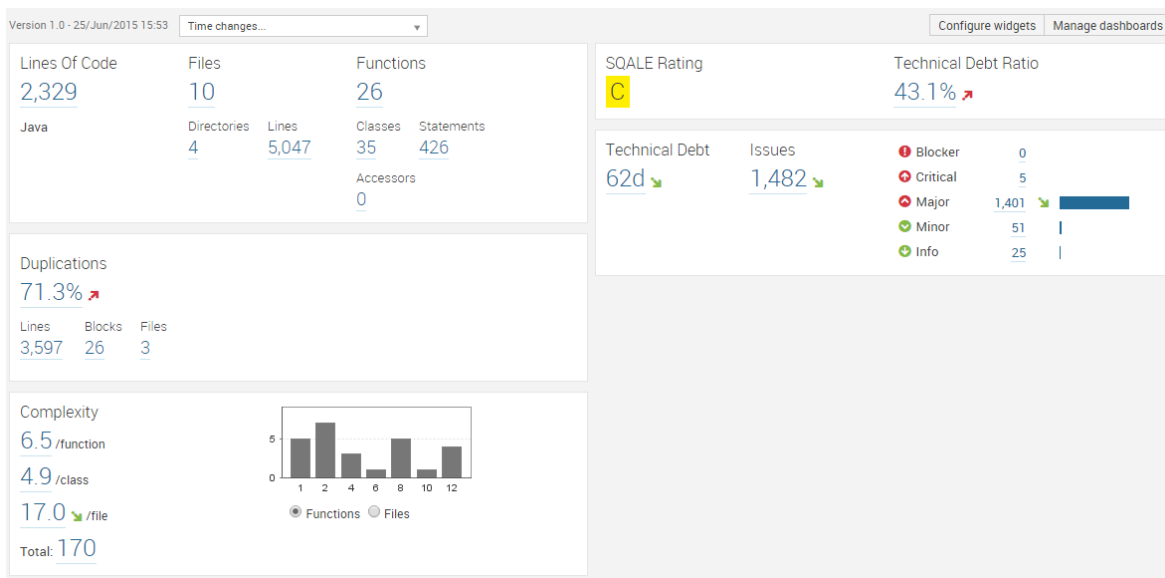 Version 1.0 - 25/Jun/2015 15:53 Time changes... Configure widgets Manage dashboards
Lines Of Code Files Functions
2,329 10 26
Java Directories Lines Classes Statements
4 5,047 35 426
Accessors
0
SQALE Rating Technical Debt Ratio
C 43.1%
Technical Debt Issues
62d 1,482
Blocker 0
Critical 5
Major 1,401
Minor 51
Info 25
Duplications
71.3%
Lines Blocks Files
3,597 26 3
Complexity
6.5 /function
4.9 /class
17.0 /file
Total: 170
5
0
1 2 4 6 8 10 12
Functions Files